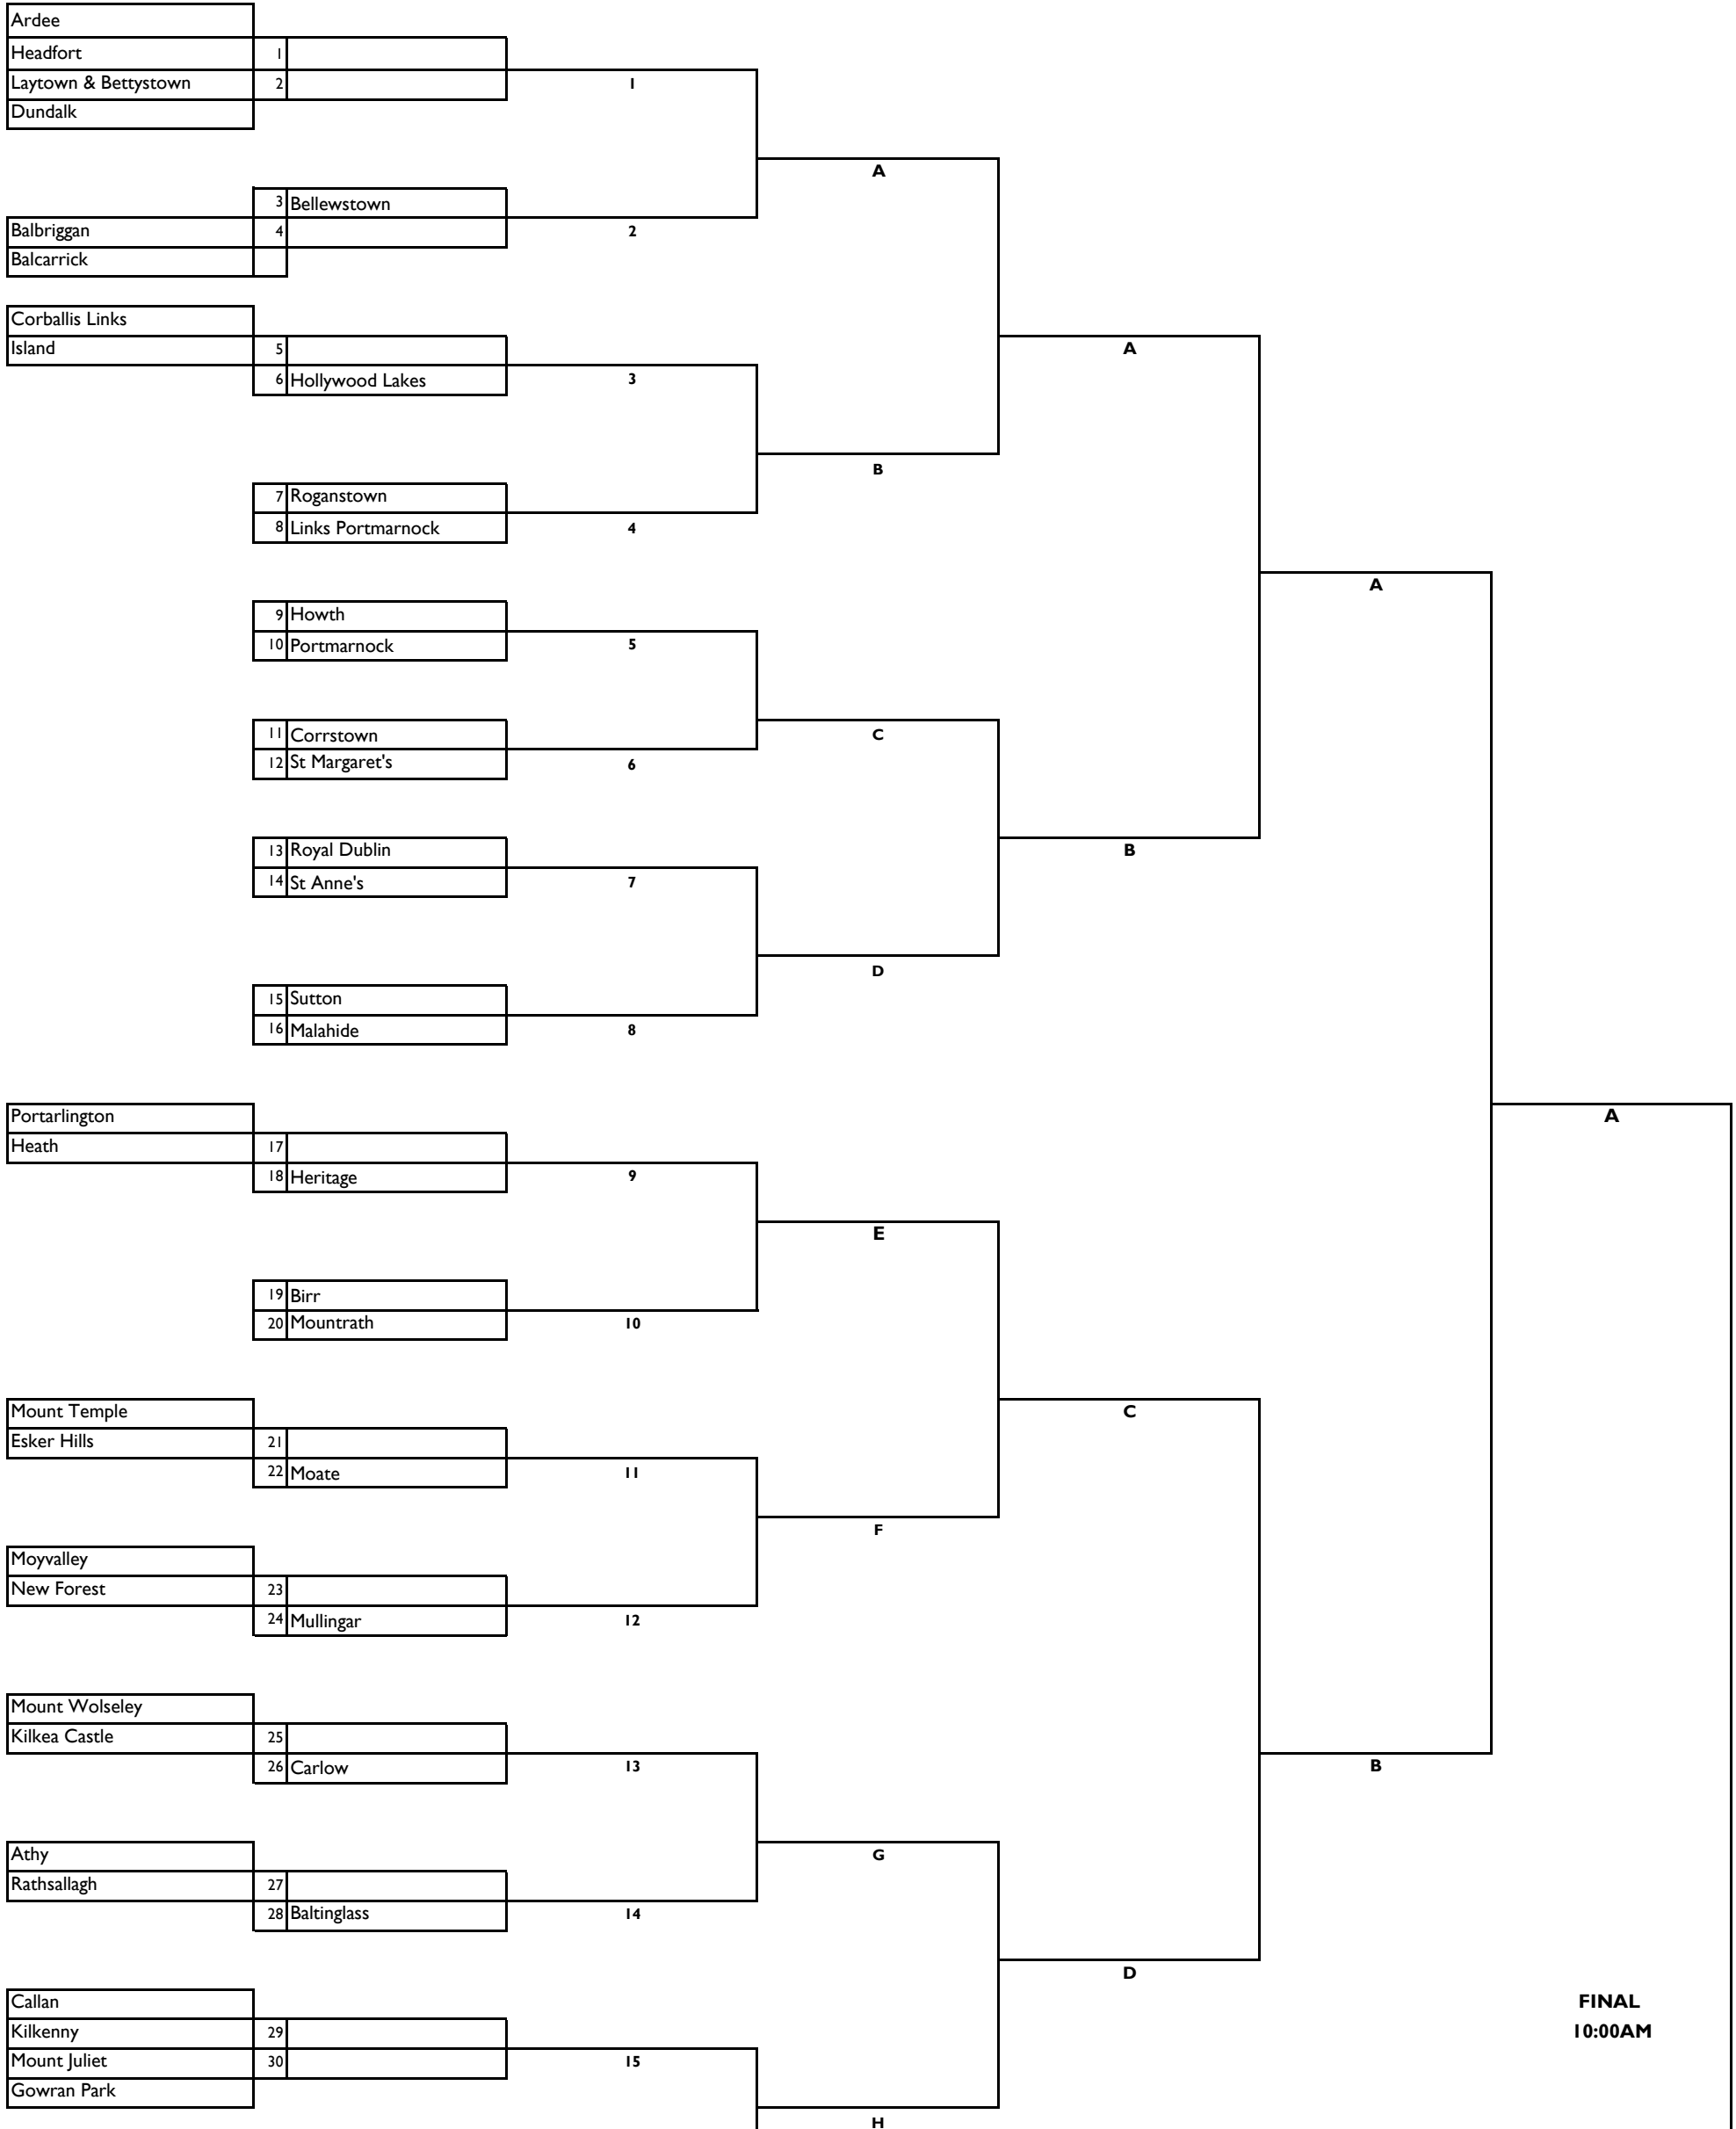 Ardee
Headfort 1
Laytown & Bettystown 2 1
Dundalk
A
3 Bellewstown
Balbriggan 4 2
Balcarrick
Corballis Links
Island 5 A
6 Hollywood Lakes 3
B
7 Roganstown
8 Links Portmarnock 4
A
9 Howth
10 Portmarnock 5
11 Corrstown C
12 St Margaret's 6
13 Royal Dublin B
14 St Anne's 7
D
15 Sutton
16 Malahide 8
Portarlington A
Heath 17
18 Heritage 9
E
19 Birr
20 Mountrath 10
Mount Temple C
Esker Hills 21
22 Moate 11
F
Moyvalley
New Forest 23
24 Mullingar 12
Mount Wolseley
Kilkea Castle 25
26 Carlow 13 B
Athy G
Rathsallagh 27
28 Baltinglass 14
D
Callan FINAL
Kilkenny 29 10:00AM
Mount Juliet 30 15
Gowran Park
H